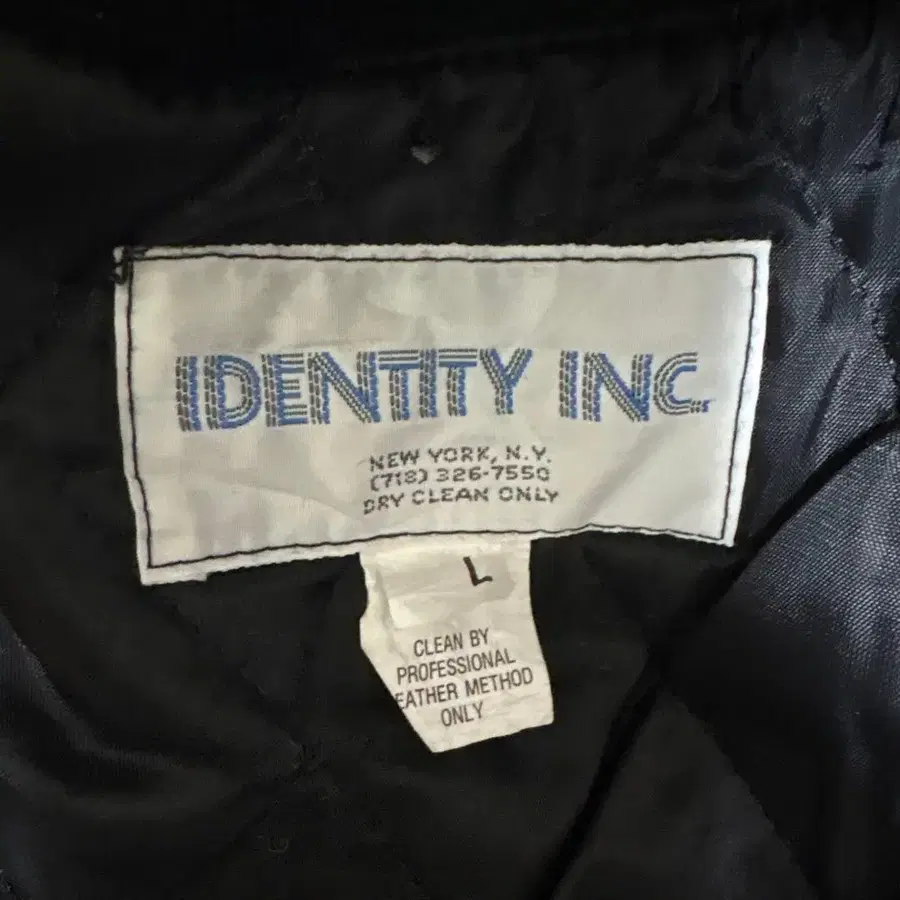 IDENTITY INC.
NEW YORK, N.Y.
(718) 326-7550
DRY CLEAN ONLY
L
CLEAN BY
PROFESSIONAL
EATHER METHOD
ONLY